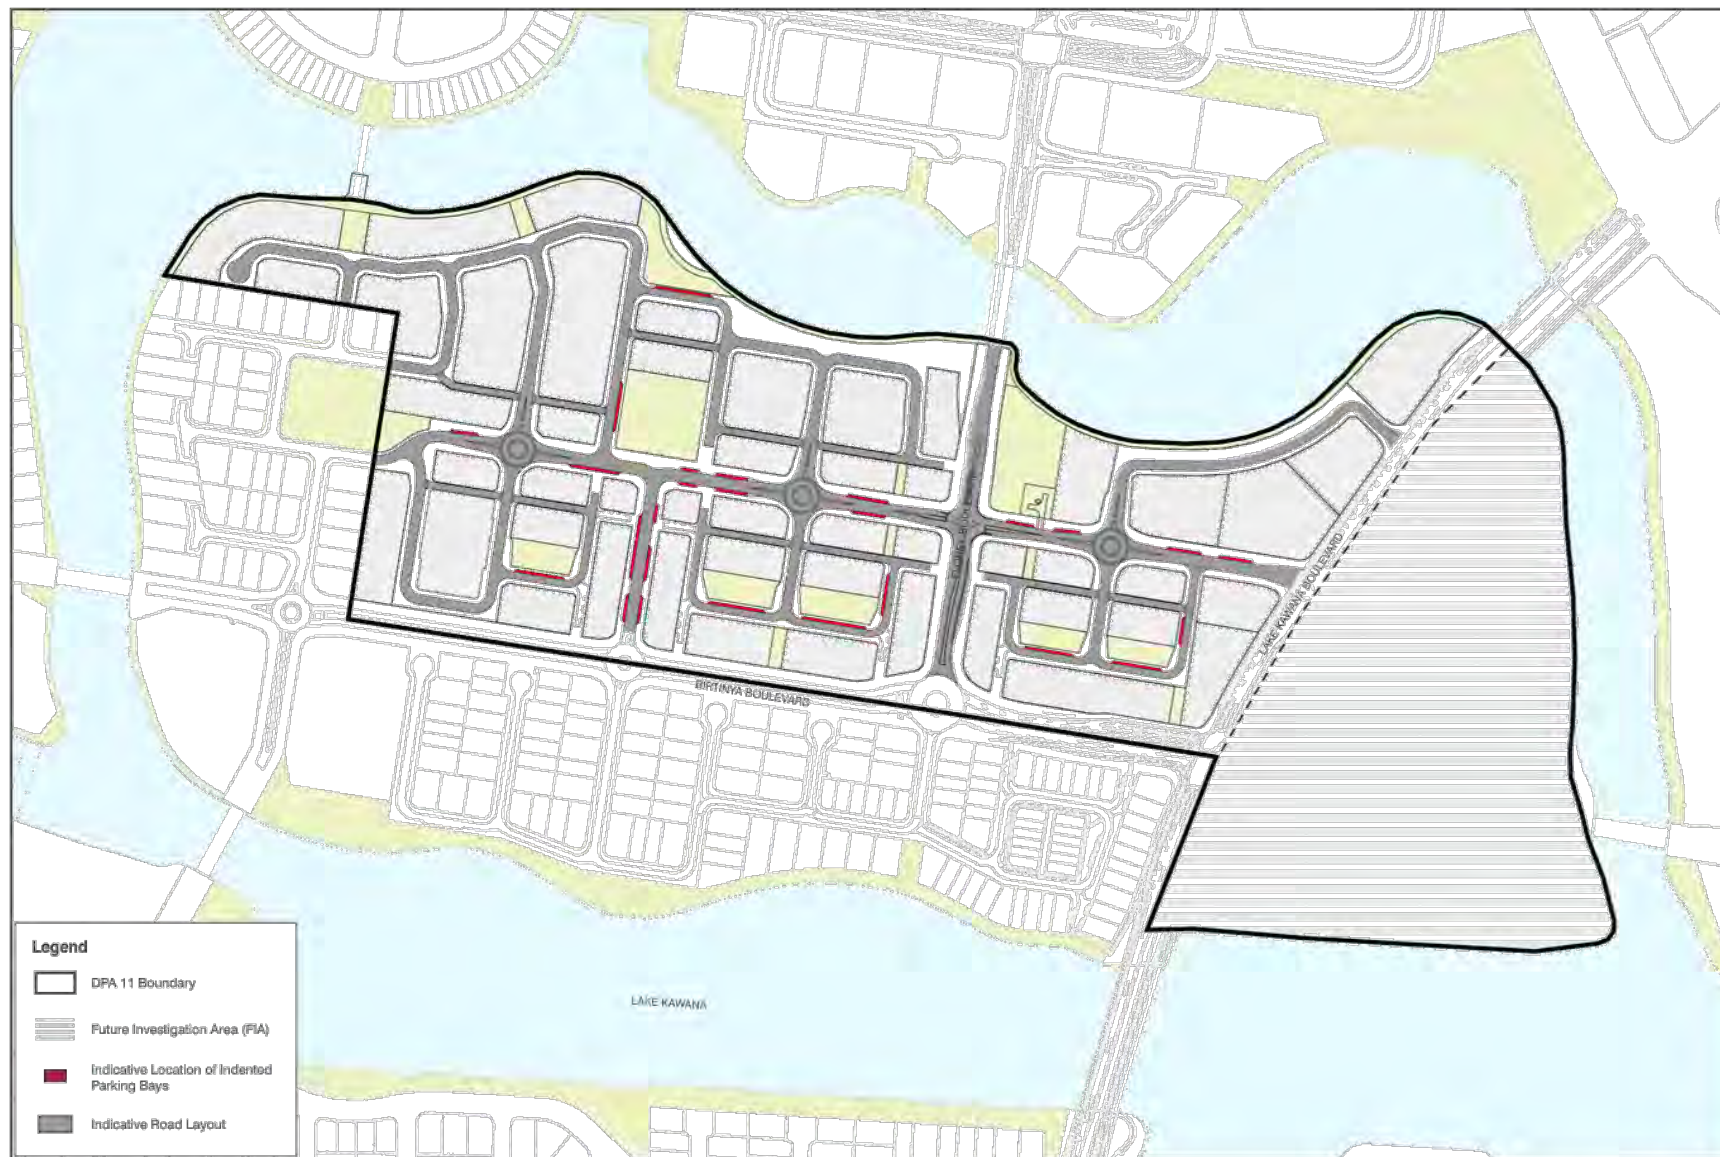 LAKE KAWANA BOULEVARD
BIRTINYA BOULEVARD
LAKE KAWANA
Legend
DPA 11 Boundary
Future Investigation Area (FIA)
Indicative Location of Indented
Parking Bays
Indicative Road Layout